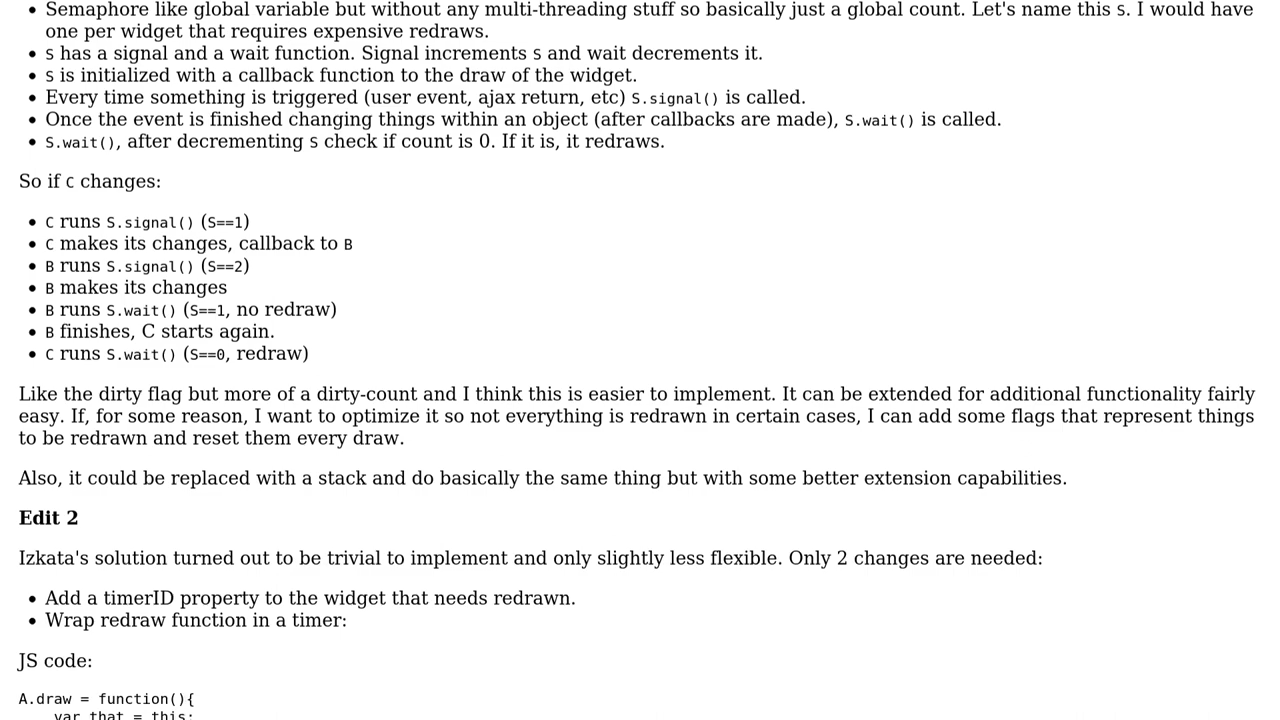 • Semaphore like global variable but without any multi-threading stuff so basically just a global count. Let's name this S. I would have
one per widget that requires expensive redraws.
• S has a signal and a wait function. Signal increments S and wait decrements it.
• S is initialized with a callback function to the draw of the widget.
• Every time something is triggered (user event, ajax return, etc) S.signal() is called.
• Once the event is finished changing things within an object (after callbacks are made), S.wait() is called.
• S.wait(), after decrementing S check if count is 0. If it is, it redraws.
So if C changes:
• C runs S.signal() (S==1)
• C makes its changes, callback to B
• B runs S.signal() (S==2)
• B makes its changes
• B runs S.wait() (S==1, no redraw)
• B finishes, C starts again.
• C runs S.wait() (S==0, redraw)
Like the dirty flag but more of a dirty-count and I think this is easier to implement. It can be extended for additional functionality fairly
easy. If, for some reason, I want to optimize it so not everything is redrawn in certain cases, I can add some flags that represent things
to be redrawn and reset them every draw.
Also, it could be replaced with a stack and do basically the same thing but with some better extension capabilities.
Edit 2
Izkata's solution turned out to be trivial to implement and only slightly less flexible. Only 2 changes are needed:
• Add a timerID property to the widget that needs redrawn.
• Wrap redraw function in a timer:
JS code:
A.draw = function(){
    var that = this;